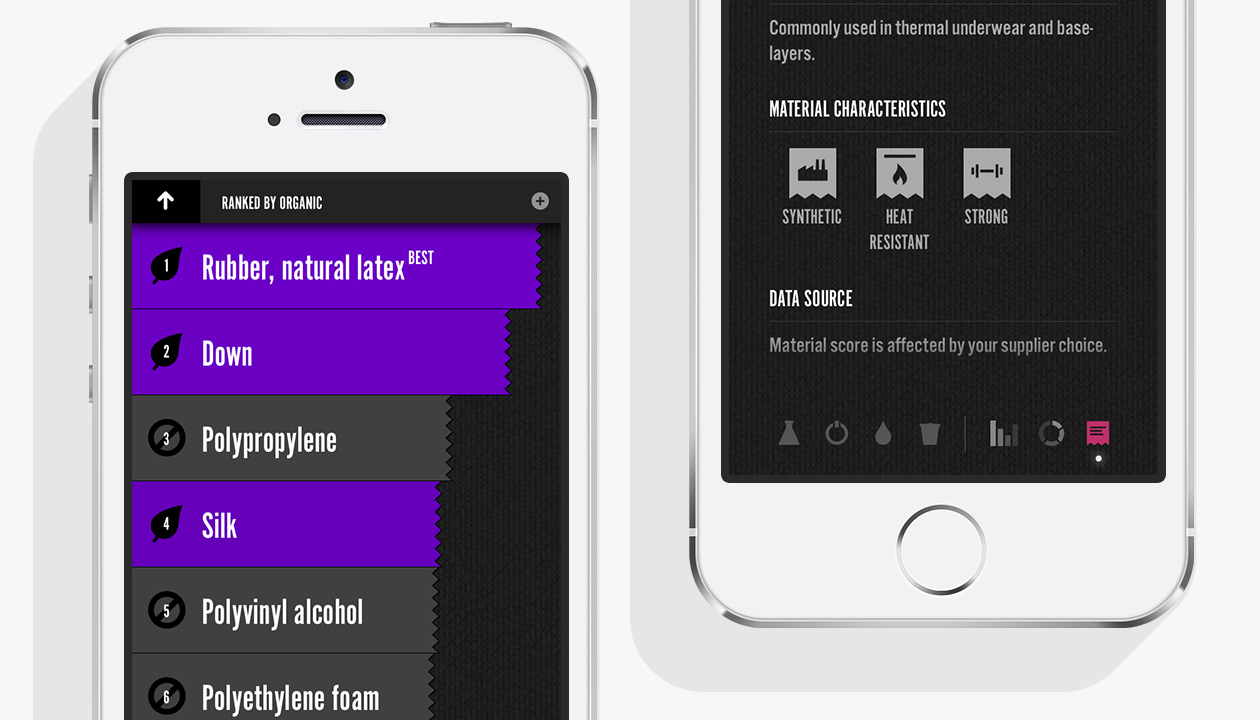 RANKED BY ORGANIC
1 Rubber, natural latex BEST
2 Down
3 Polypropylene
4 Silk
5 Polyvinyl alcohol
6 Polyethylene foam
Commonly used in thermal underwear and base-
layers.
MATERIAL CHARACTERISTICS
SYNTHETIC
HEAT
RESISTANT
STRONG
DATA SOURCE
Material score is affected by your supplier choice.